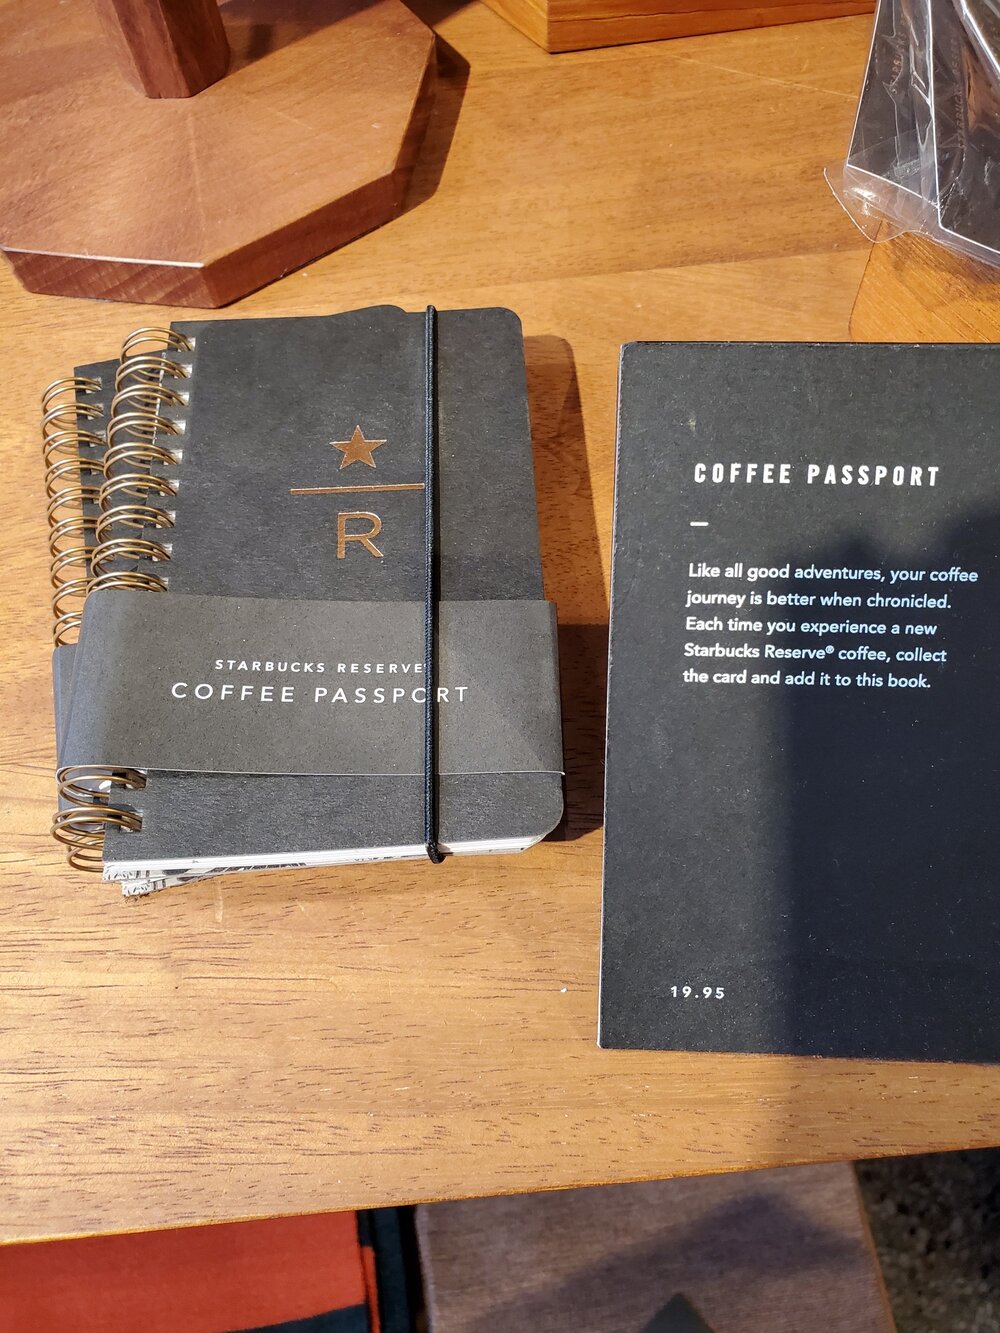 R
STARBUCKS RESERVE
COFFEE PASSPORT
COFFEE PASSPORT
Like all good adventures, your coffee
journey is better when chronicled.
Each time you experience a new
Starbucks Reserve® coffee, collect
the card and add it to this book.
19.95